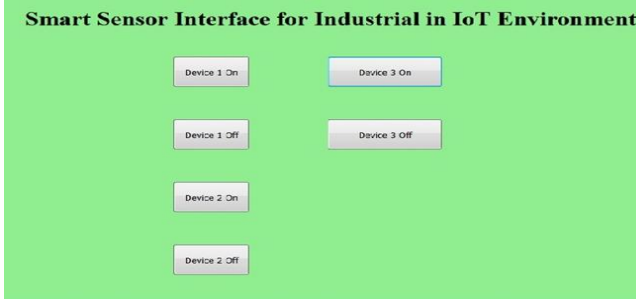 Smart Sensor Interface for Industrial in IoT Environment
Device 1 On
Device 3 On
Device 1 Off
Device 3 Off
Device 2 On
Device 2 Off